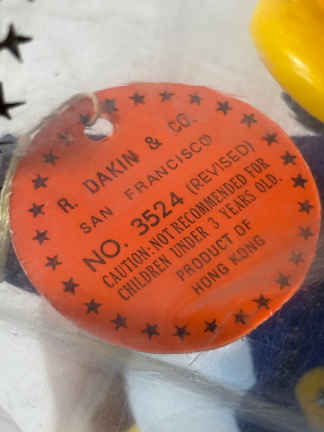 R. DAKIN & CO.
SAN FRANCISCO
NO. 3524 (REVISED)
CAUTION: NOT RECOMMENDED FOR
CHILDREN UNDER 3 YEARS OLD.
PRODUCT OF
HONG KONG